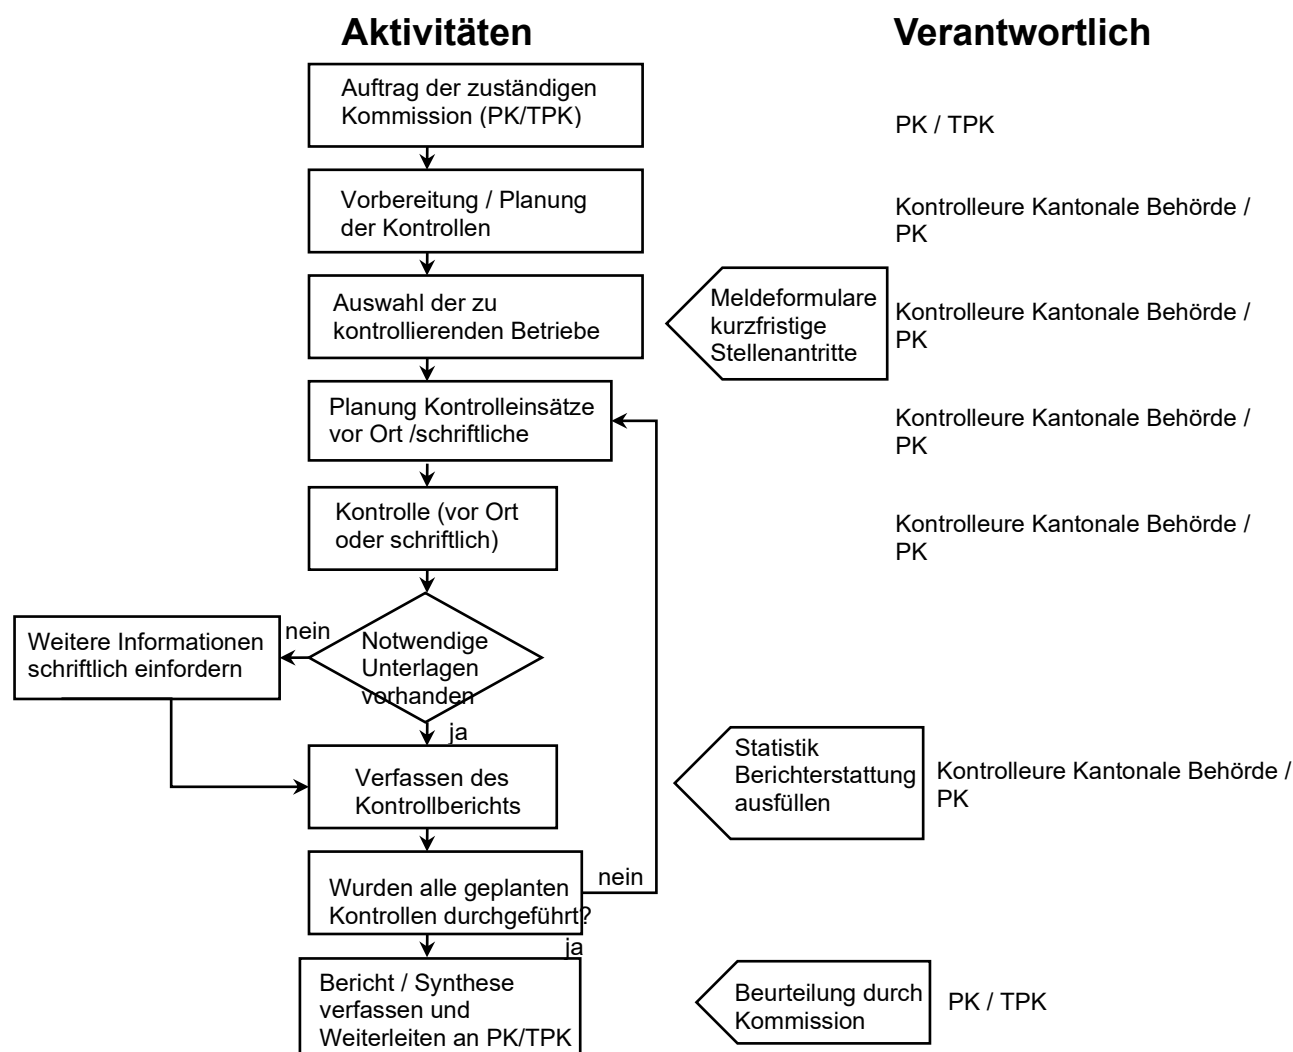 Aktivitäten
Verantwortlich
Auftrag der zuständigen
Kommission (PK/TPK)
PK / TPK
Vorbereitung / Planung
der Kontrollen
Kontrolleure Kantonale Behörde /
PK
Auswahl der zu
kontrollierenden Betriebe
Meldeformulare
kurzfristige
Stellenantritte
Kontrolleure Kantonale Behörde /
PK
Planung Kontrolleinsätze
vor Ort /schriftliche
Kontrolleure Kantonale Behörde /
PK
Kontrolle (vor Ort
oder schriftlich)
Kontrolleure Kantonale Behörde /
PK
Notwendige
Unterlagen
vorhanden
nein
Weitere Informationen
schriftlich einfordern
ja
Verfassen des
Kontrollberichts
Statistik
Berichterstattung
ausfüllen
Kontrolleure Kantonale Behörde /
PK
Wurden alle geplanten
Kontrollen durchgeführt?
nein
ja
Bericht / Synthese
verfassen und
Weiterleiten an PK/TPK
Beurteilung durch
Kommission
PK / TPK